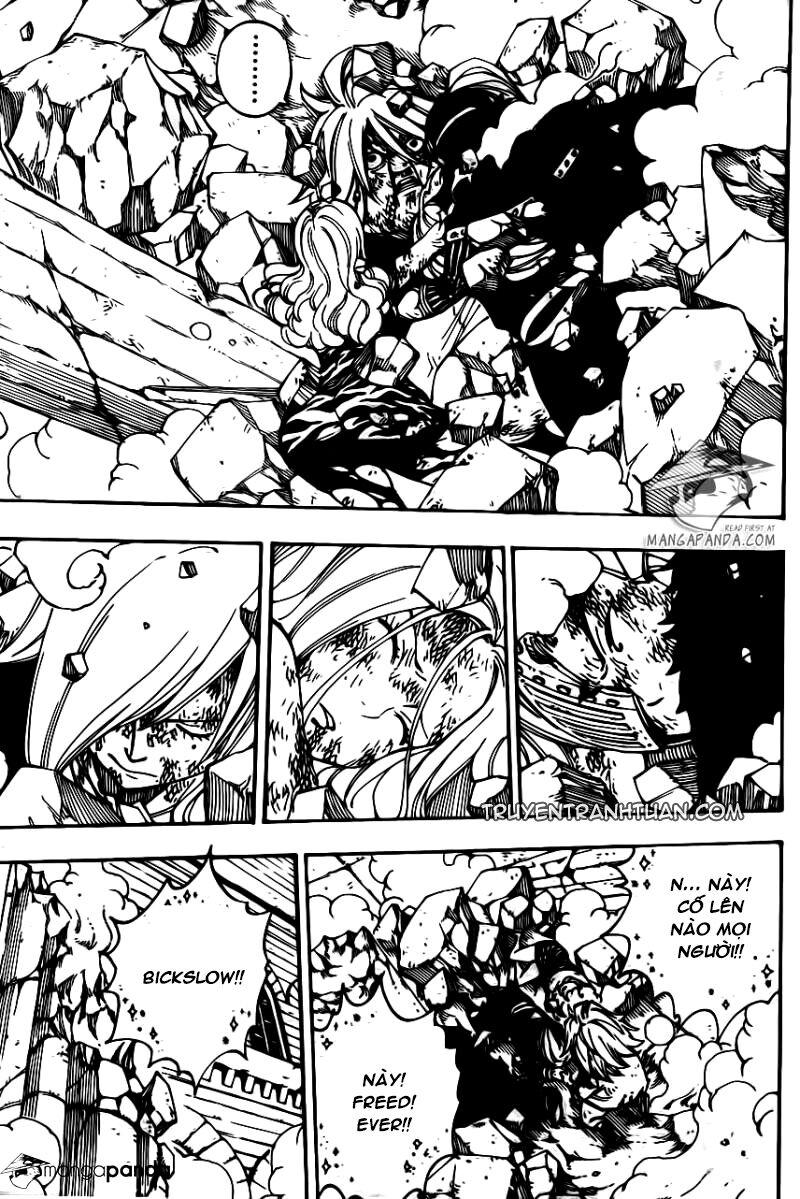 ........
READ FIRST AT
MANGAPANDA.COM
TRUYENTRANHTUAN.COM
N... NÀY!
CỐ LÊN
NÀO MỌI
NGƯỜI!!
NÀY!
FREED!
EVER!!
BICKSLOW!!
mangapanda